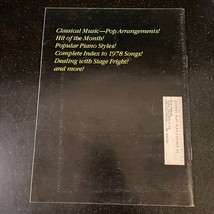 Classical Music—Pop Arrangements!
Hit of the Month!
Popular Piano Styles!
Complete Index to 1978 Songs!
Dealing with Stage Fright!
and more!